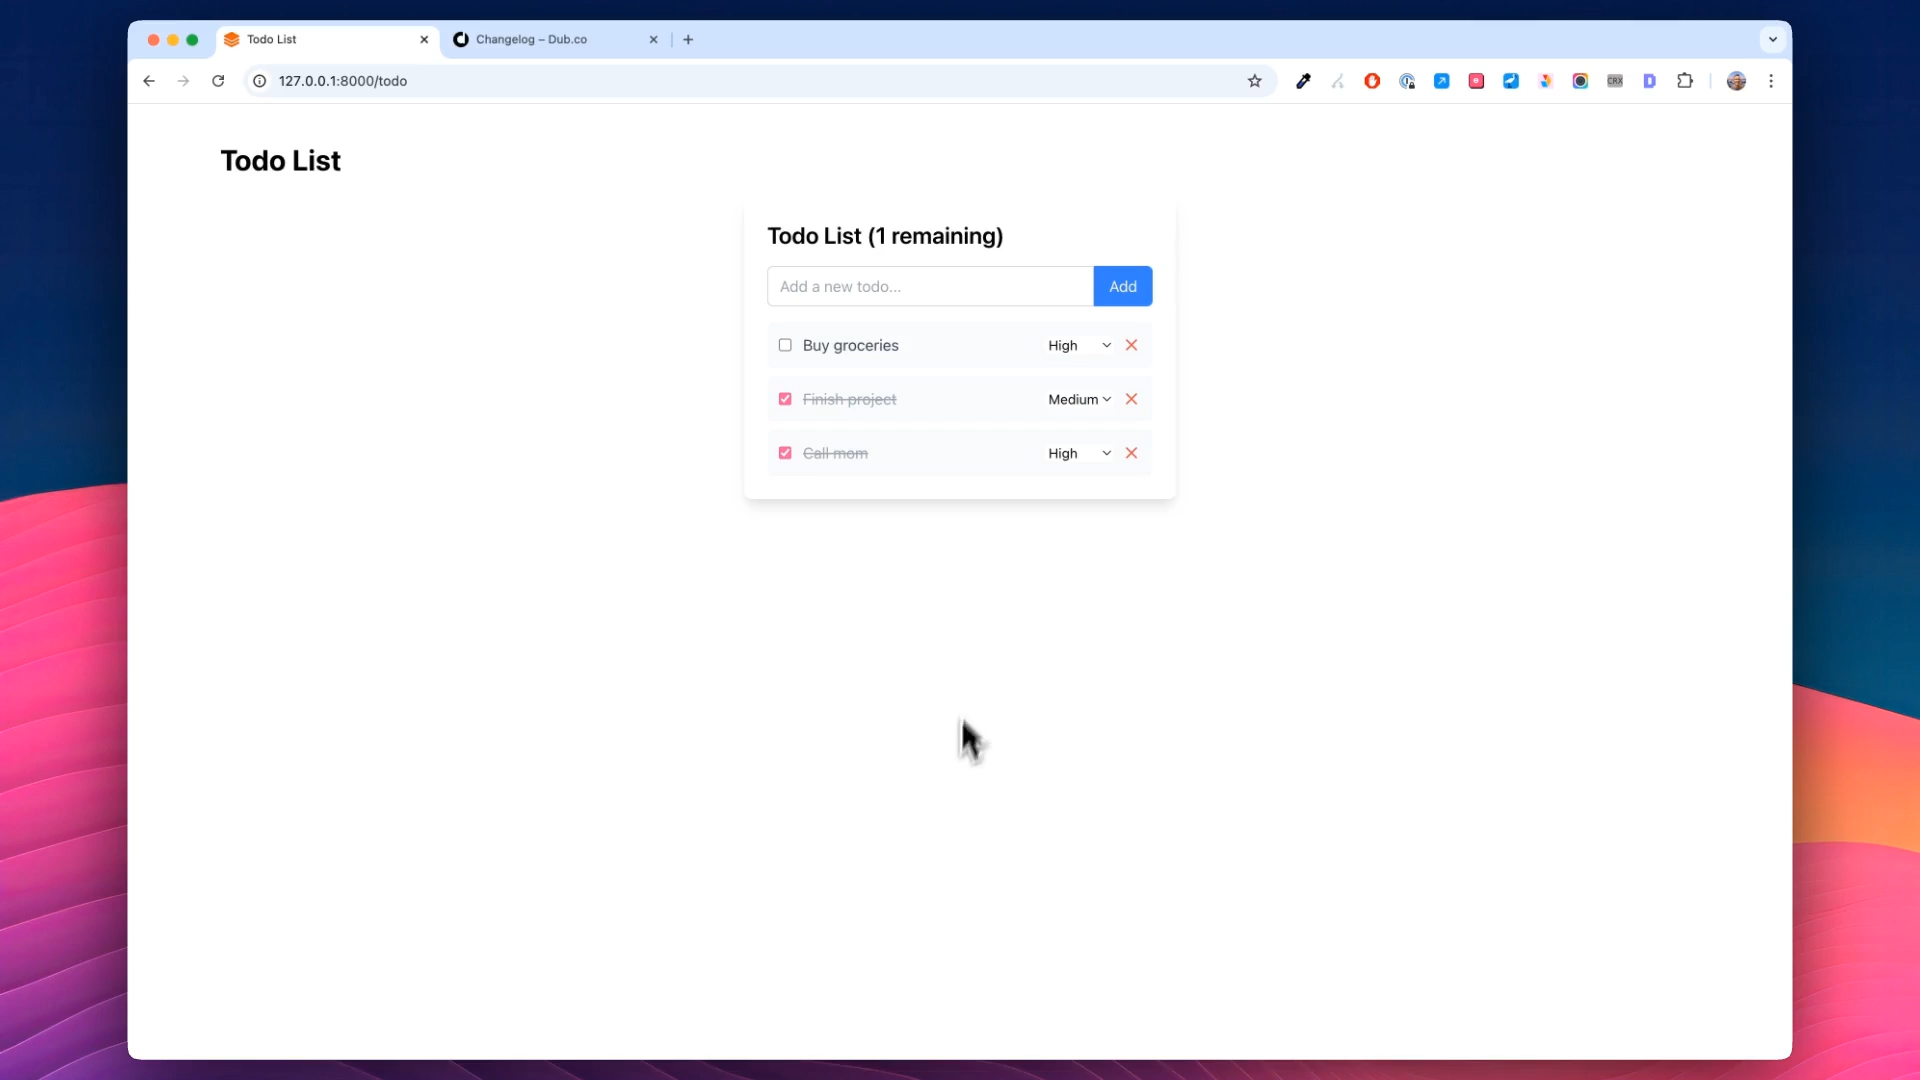 Todo List
Changelog – Dub.co
127.0.0.1:8000/todo
CRX
Todo List
Todo List (1 remaining)
Add a new todo...
Add
Buy groceries
High
Finish project
Medium
Call mom
High